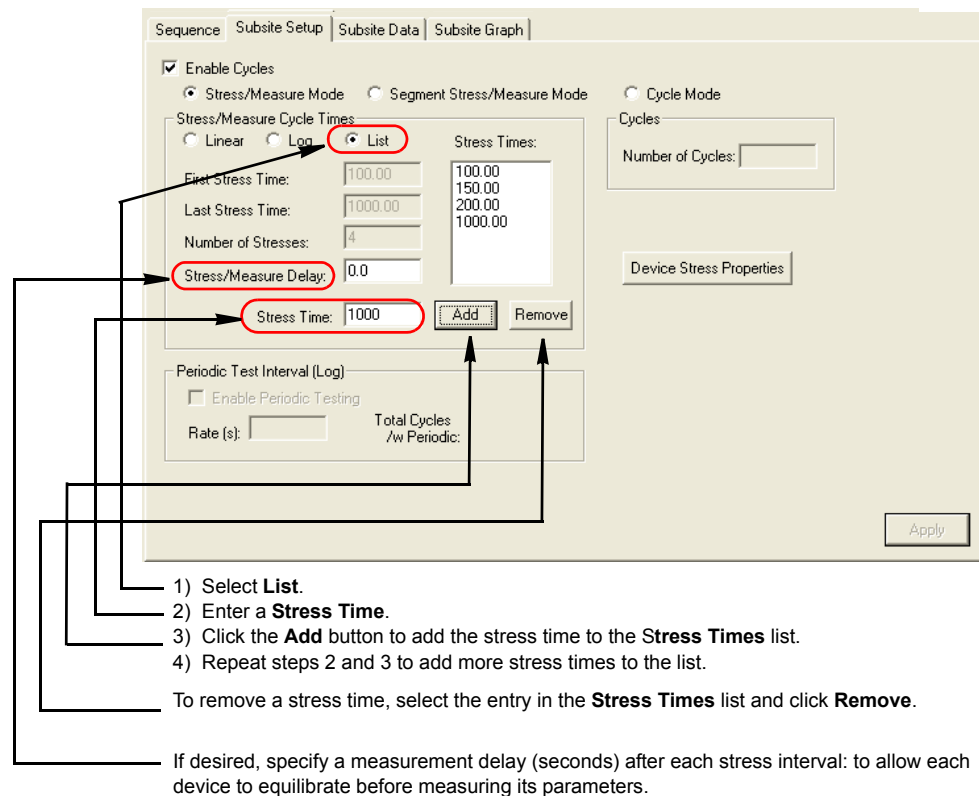 Sequence Subsite Setup Subsite Data Subsite Graph
Enable Cycles
Stress/Measure Mode Segment Stress/Measure Mode Cycle Mode
Stress/Measure Cycle Times
Linear Log List Stress Times:
First Stress Time: 100.00
Last Stress Time: 1000.00
Number of Stresses: 4
Stress/Measure Delay: 0.0
Stress Time: 1000 Add Remove
100.00
150.00
200.00
1000.00
Cycles
Number of Cycles:
Device Stress Properties
Periodic Test Interval (Log)
Enable Periodic Testing
Rate (s): Total Cycles
/w Periodic:
Apply
1) Select List.
2) Enter a Stress Time.
3) Click the Add button to add the stress time to the Stress Times list.
4) Repeat steps 2 and 3 to add more stress times to the list.
To remove a stress time, select the entry in the Stress Times list and click Remove.
If desired, specify a measurement delay (seconds) after each stress interval: to allow each
device to equilibrate before measuring its parameters.